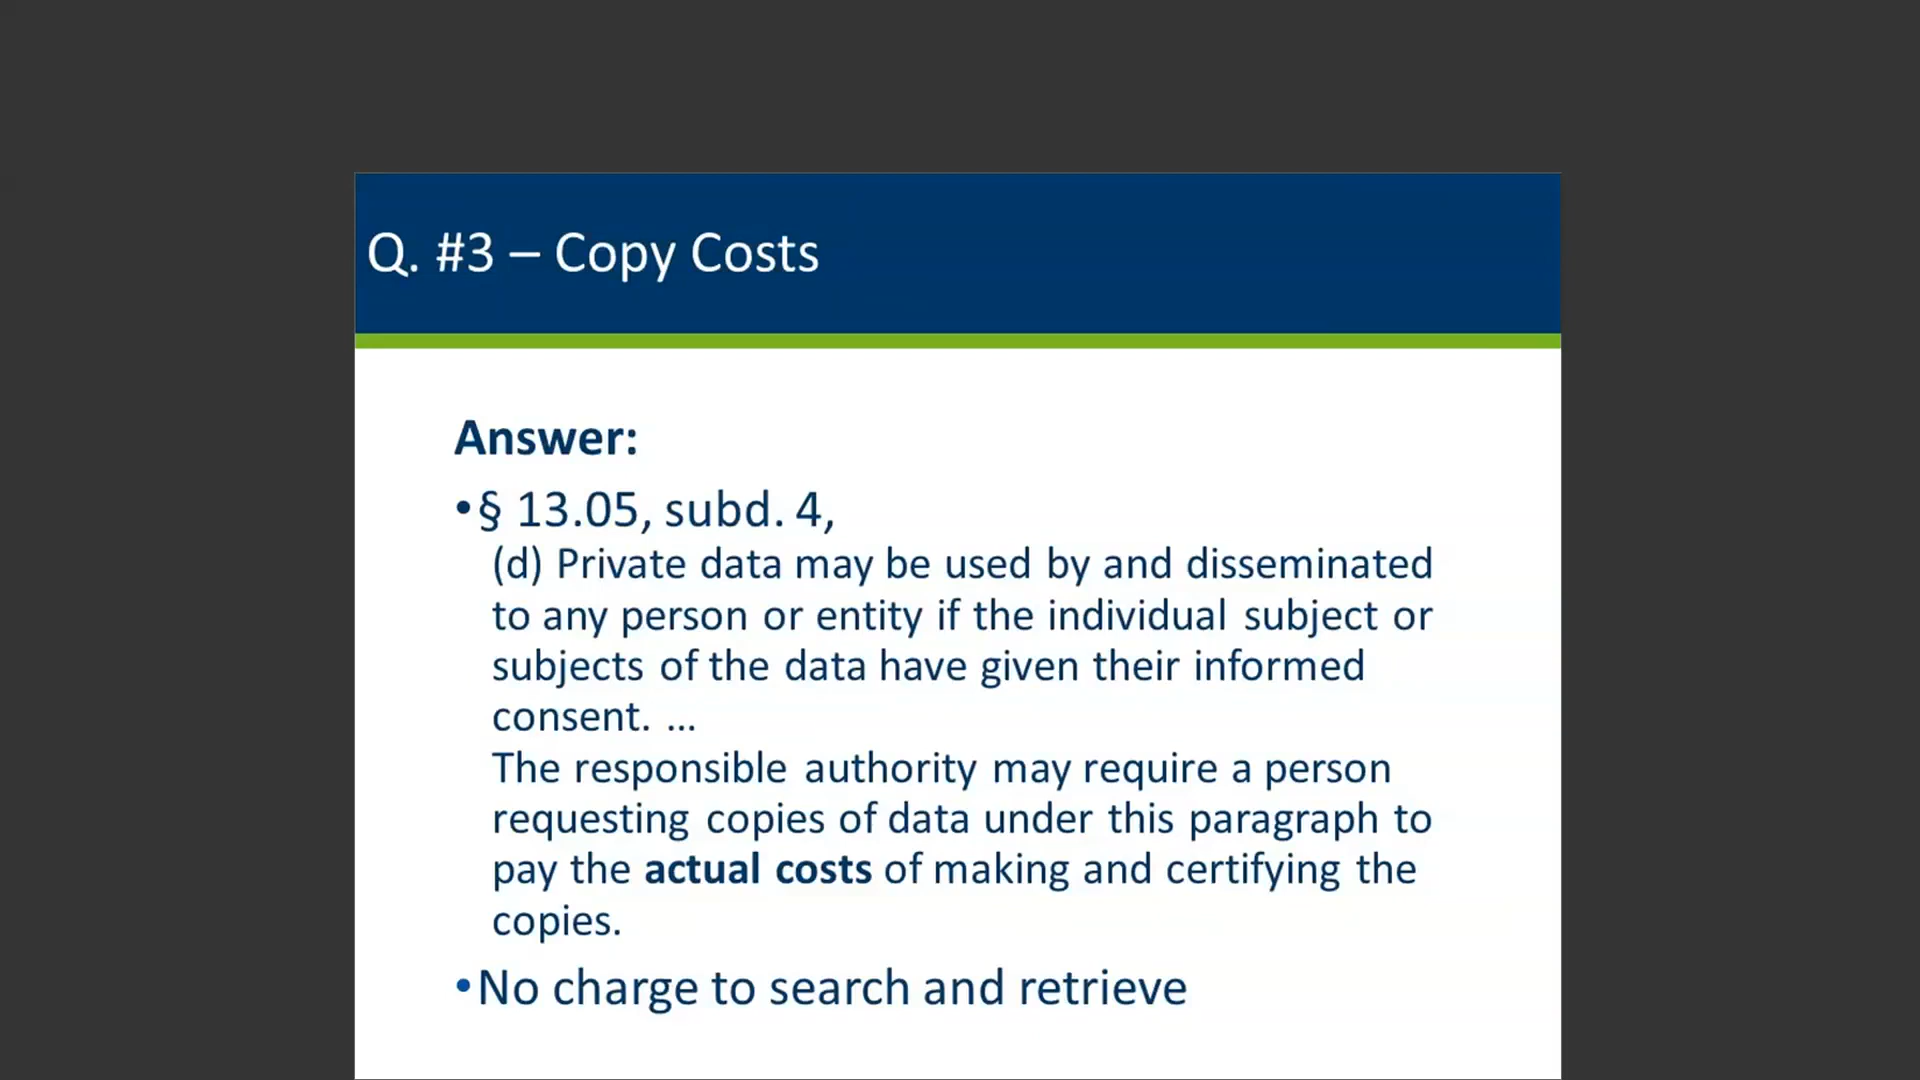 Q. #3 – Copy Costs
Answer:
•§ 13.05, subd. 4,
(d) Private data may be used by and disseminated
to any person or entity if the individual subject or
subjects of the data have given their informed
consent. ...
The responsible authority may require a person
requesting copies of data under this paragraph to
pay the actual costs of making and certifying the
copies.
•No charge to search and retrieve